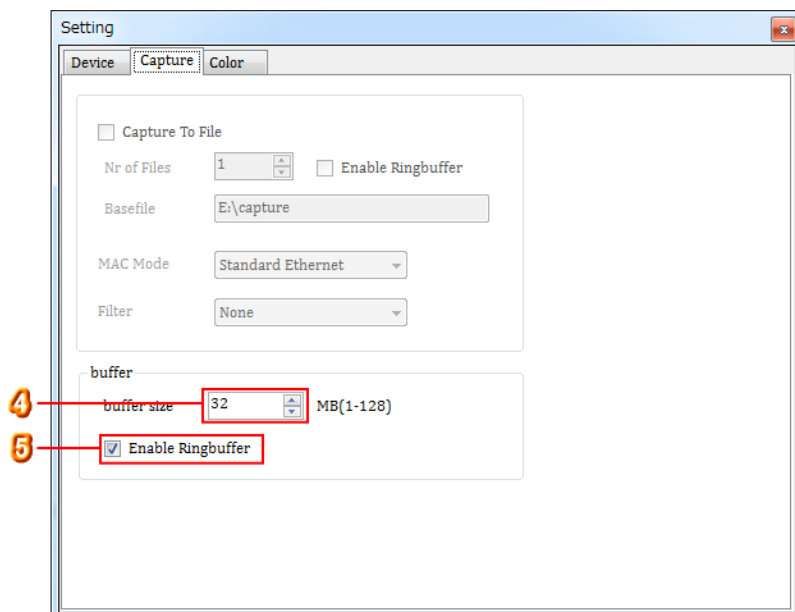 Setting
Device Capture Color
Capture To File
Nr of Files 1 Enable Ringbuffer
Basefile E:\capture
MAC Mode Standard Ethernet
Filter None
buffer
4 buffer size 32 MB(1-128)
5 Enable Ringbuffer